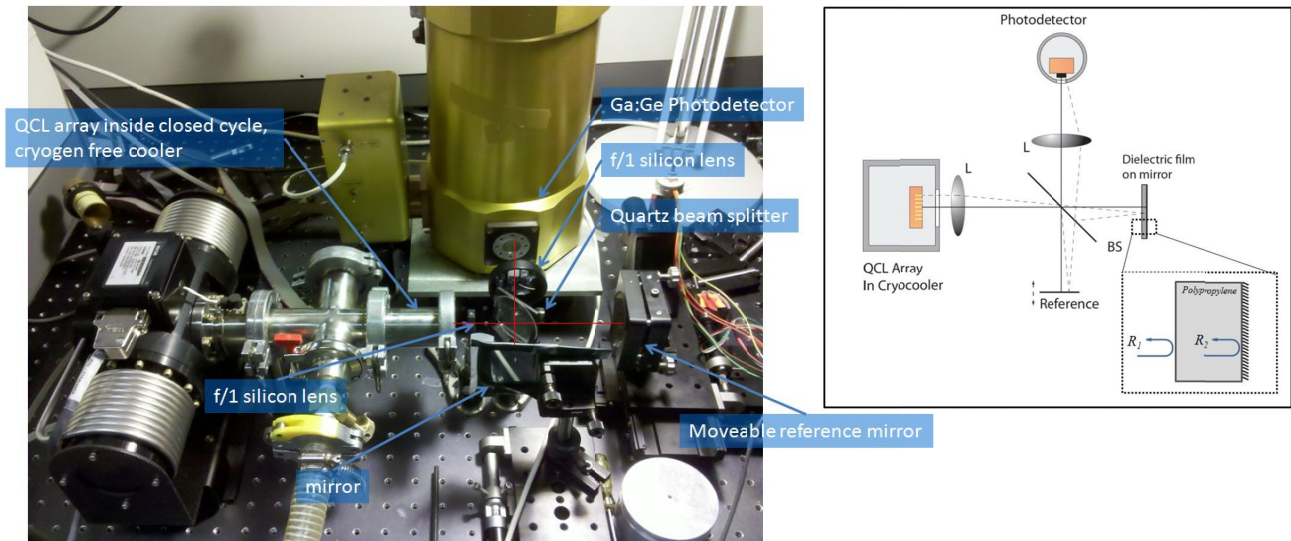 QCL array inside closed cycle,
cryogen free cooler
Ga:Ge Photodetector
f/1 silicon lens
Quartz beam splitter
f/1 silicon lens
mirror
Moveable reference mirror
Photodetector
L
L
Dielectric film
on mirror
BS
QCL Array
In Cryocooler
Reference
Polypropylene
R1
R2